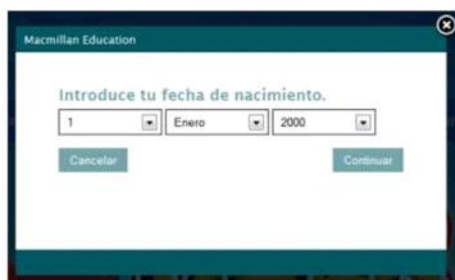 Macmillan Education
Introduce tu fecha de nacimiento.
1 Enero 2000
Cancelar Continuar